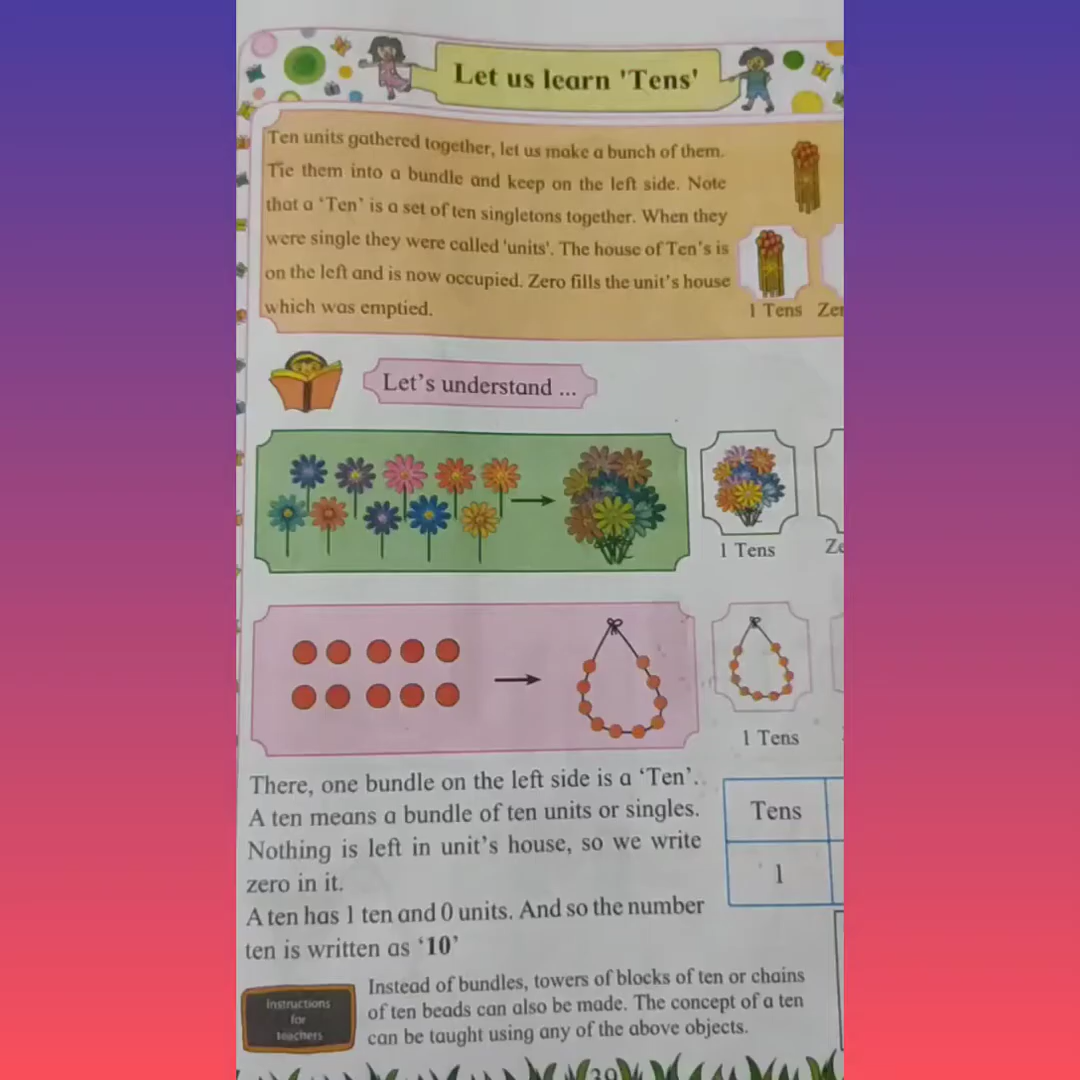 Let us learn 'Tens'
Ten units gathered together, let us make a bunch of them.
Tie them into a bundle and keep on the left side. Note
that a 'Ten' is a set of ten singletons together. When they
were single they were called 'units'. The house of Ten's is
on the left and is now occupied. Zero fills the unit's house
which was emptied.
1 Tens
Let's understand ...
1 Tens
1 Tens
There, one bundle on the left side is a 'Ten'.
A ten means a bundle of ten units or singles.
Nothing is left in unit's house, so we write
zero in it.
Tens
1
A ten has 1 ten and 0 units. And so the number
ten is written as '10'
Instructions
for
teachers
Instead of bundles, towers of blocks of ten or chains
of ten beads can also be made. The concept of a ten
can be taught using any of the above objects.